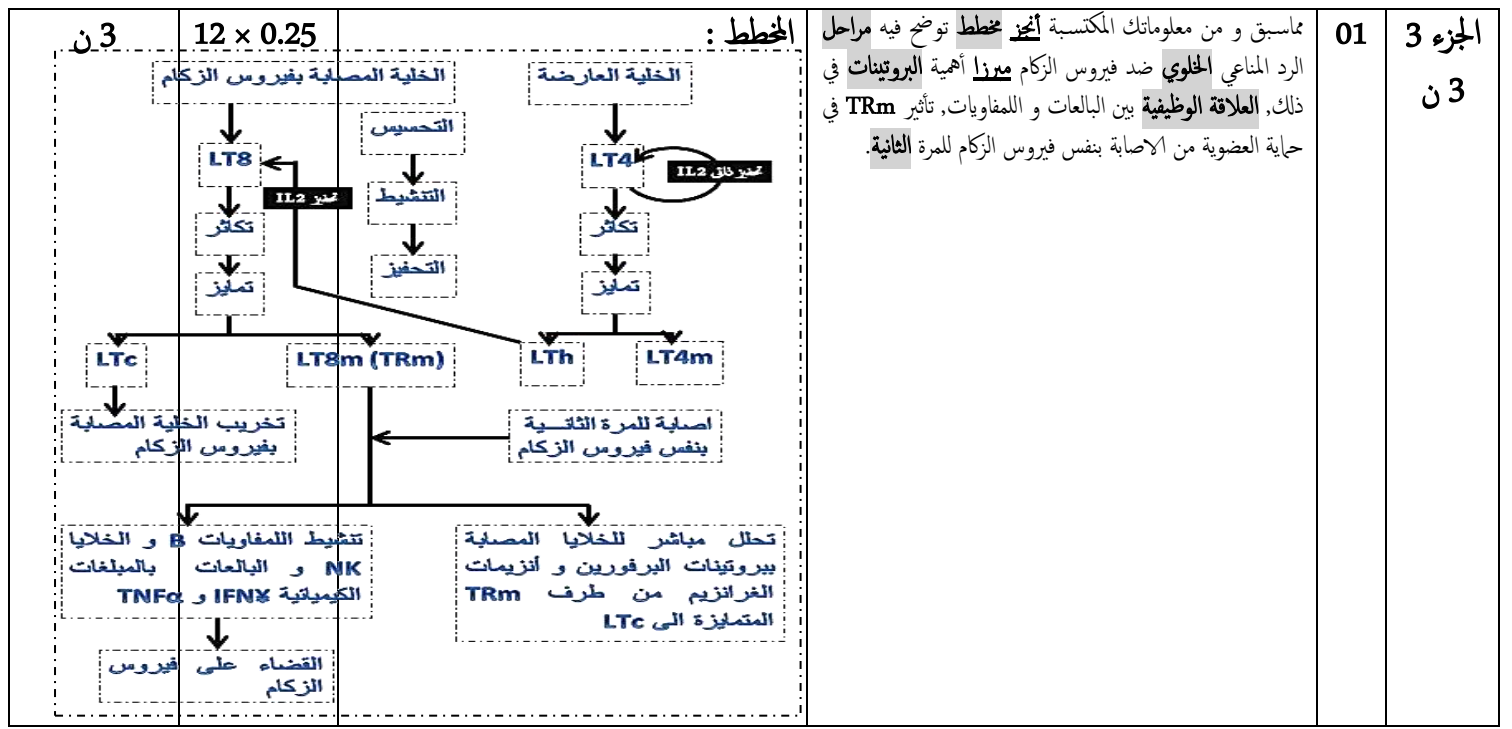 الجزء 3
3 ن
01
مماسبق و من معلوماتك المكتسبة أنجز مخطط توضح فيه مراحل
الرد المناعي الخلوي ضد فيروس الزكام مبرزا أهمية البروتينات في
ذلك, العلاقة الوظيفية بين البالعات و اللمفاويات, تأثير TRm في
حماية العضوية من الاصابة بنفس فيروس الزكام للمرة الثانية.
المخطط :
12 × 0.25
3 ن
الخلية العارضة
الخلية المصابة بفيروس الزكام
التحسيس
LT4
تحفيز ذاتي IL2
LT8
تحفيز IL2
التنشيط
تكاثر
تكاثر
التحفيز
تمايز
تمايز
LT4m
LTh
LT8m (TRm)
LTc
اصابة للمرة الثانـــية
بنفس فيروس الزكام
تخريب الخلية المصابة
بفيروس الزكام
تحلل مباشر للخلايا المصابة
ببروتينات البرفورين و أنزيمات
الغرانزيم من طرف TRm
المتمايزة الى LTc
تنشيط اللمفاويات B و الخلايا
NK و البالعات بالمبلغات
الكيميائية IFN¥ و TNFα
القضاء على فيروس
الزكام